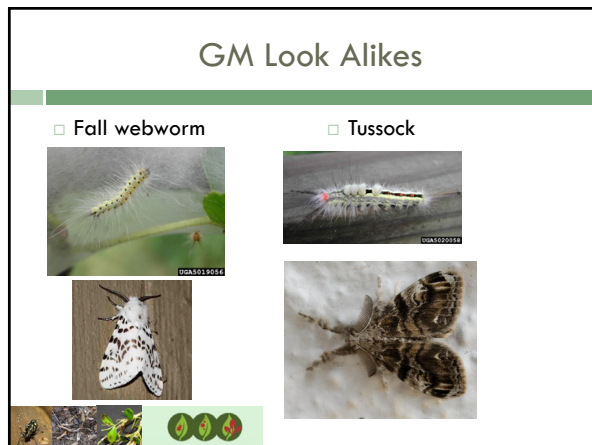 GM Look Alikes
Fall webworm
Tussock
UGA5019056
UGA5020058